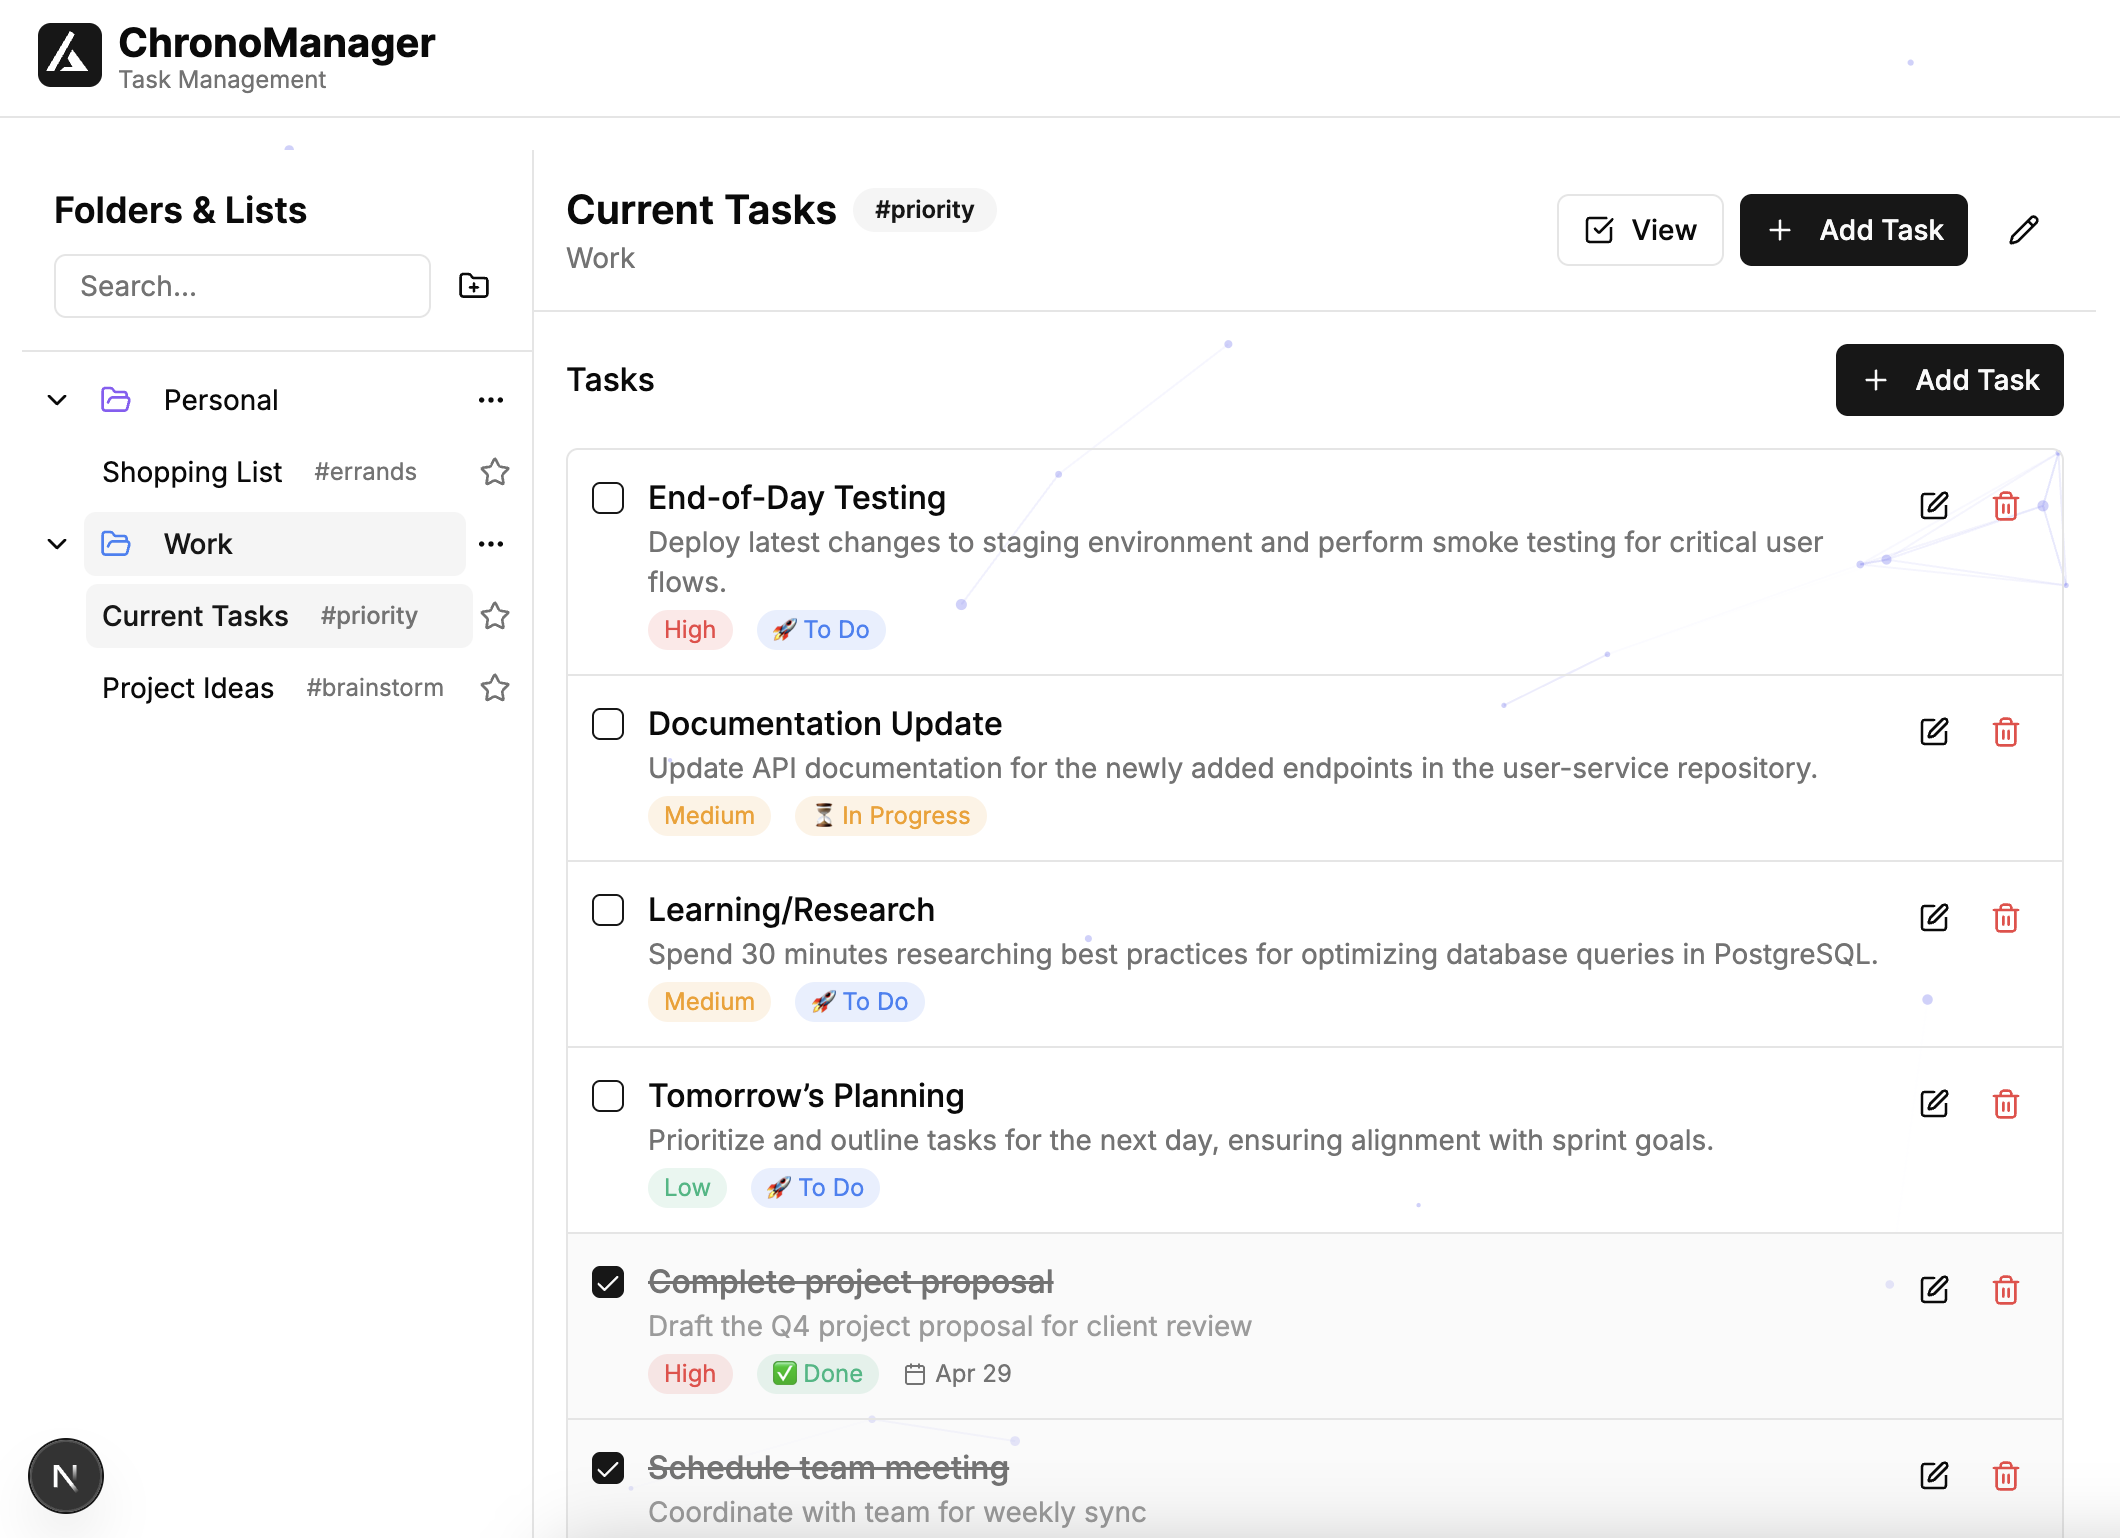 ChronoManager
Task Management
Folders & Lists
Search...
Personal
Shopping List #errands
Work
Current Tasks #priority
Project Ideas #brainstorm
Current Tasks #priority
Work
View
+ Add Task
Tasks
+ Add Task
End-of-Day Testing
Deploy latest changes to staging environment and perform smoke testing for critical user
flows.
High 🚀 To Do
Documentation Update
Update API documentation for the newly added endpoints in the user-service repository.
Medium ⏳ In Progress
Learning/Research
Spend 30 minutes researching best practices for optimizing database queries in PostgreSQL.
Medium 🚀 To Do
Tomorrow’s Planning
Prioritize and outline tasks for the next day, ensuring alignment with sprint goals.
Low 🚀 To Do
Complete project proposal
Draft the Q4 project proposal for client review
High ✅ Done Apr 29
Schedule team meeting
Coordinate with team for weekly sync
N